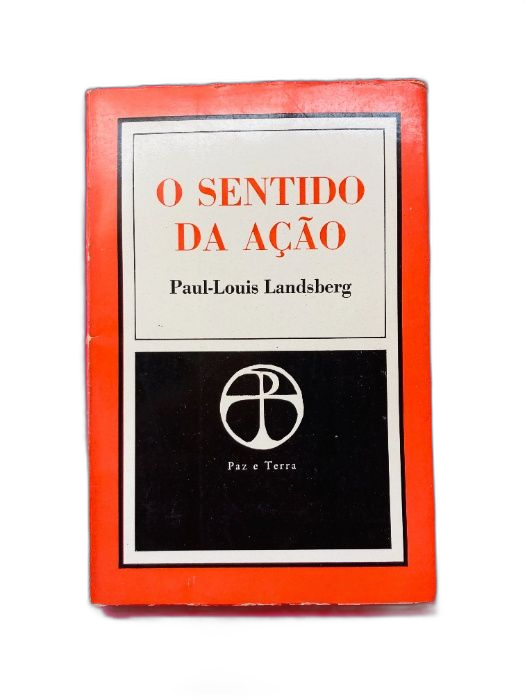 O SENTIDO
DA AÇÃO
Paul-Louis Landsberg
Paz e Terra